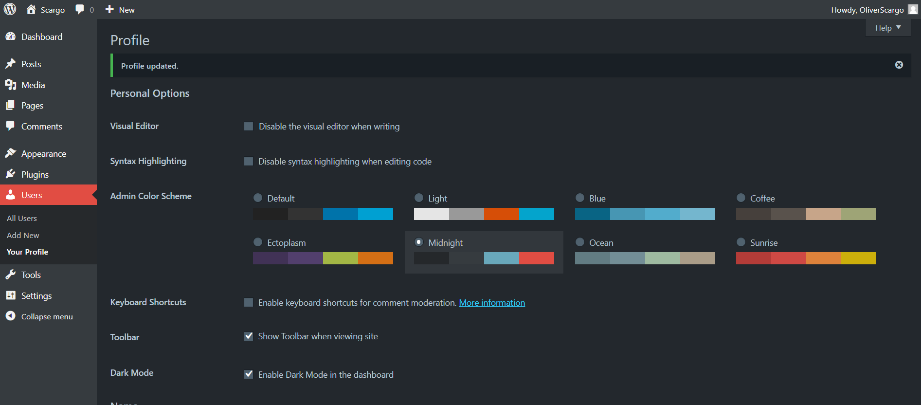 Scargo 0 + New Howdy, OliverScargo
Help
Dashboard
Posts
Media
Pages
Comments
Appearance
Plugins
Users
All Users
Add New
Your Profile
Tools
Settings
Collapse menu
Profile
Profile updated.
Personal Options
Visual Editor Disable the visual editor when writing
Syntax Highlighting Disable syntax highlighting when editing code
Admin Color Scheme Default Light Blue Coffee
Ectoplasm Midnight Ocean Sunrise
Keyboard Shortcuts Enable keyboard shortcuts for comment moderation. More information
Toolbar Show Toolbar when viewing site
Dark Mode Enable Dark Mode in the dashboard